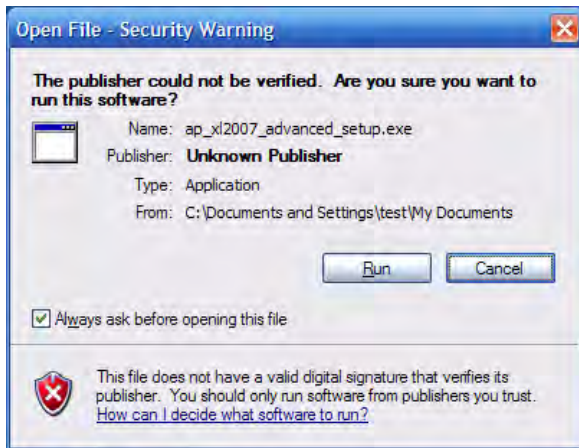 Open File - Security Warning
The publisher could not be verified.  Are you sure you want to
run this software?
Name: ap_xl2007_advanced_setup.exe
Publisher: Unknown Publisher
Type: Application
From: C:\Documents and Settings\test\My Documents
Run Cancel
Always ask before opening this file
This file does not have a valid digital signature that verifies its
publisher.  You should only run software from publishers you trust.
How can I decide what software to run?